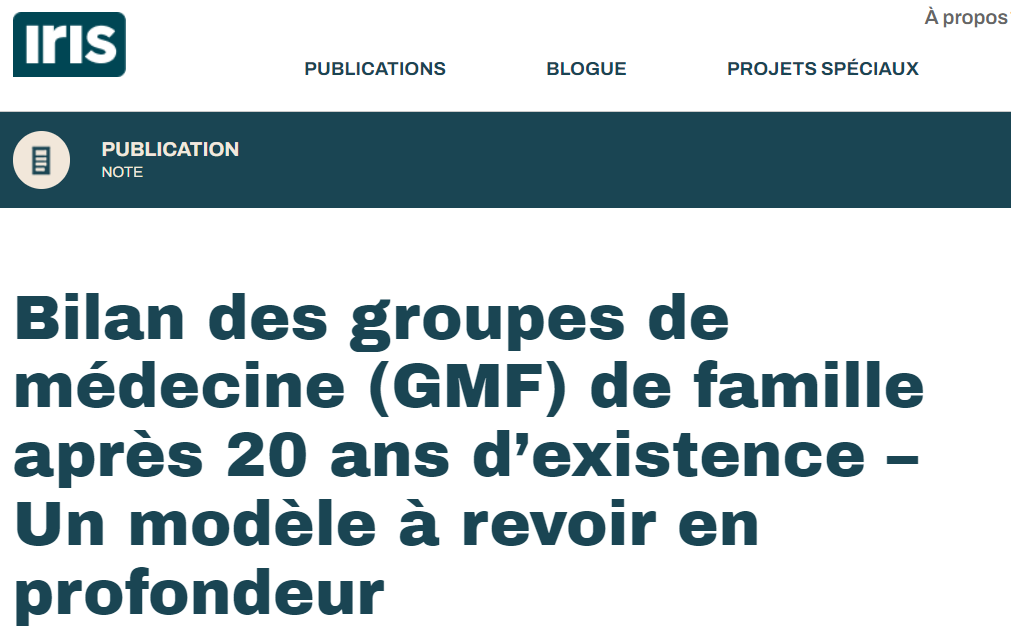 IRIS
À propos
PUBLICATIONS BLOGUE PROJETS SPÉCIAUX
PUBLICATION
NOTE
Bilan des groupes de
médecine (GMF) de famille
après 20 ans d’existence –
Un modèle à revoir en
profondeur